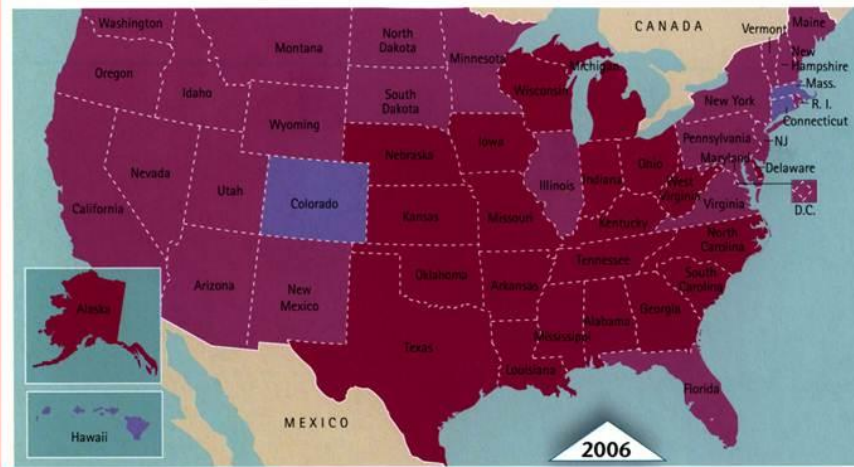 Washington
Montana
North
Dakota
Minnesota
CANADA
Vermont
Maine
New
Hampshire
Mass.
R. I.
Connecticut
Oregon
Idaho
Wyoming
South
Dakota
Wisconsin
Michigan
New York
Nevada
Utah
Colorado
Nebraska
Iowa
Illinois
Indiana
Ohio
Pennsylvania
NJ
Maryland
Delaware
D.C.
California
Kansas
Missouri
Kentucky
West
Virginia
Virginia
Arizona
New
Mexico
Oklahoma
Arkansas
Tennessee
North
Carolina
South
Carolina
Alaska
Texas
Louisiana
Mississippi
Alabama
Georgia
Florida
Hawaii
MEXICO
2006